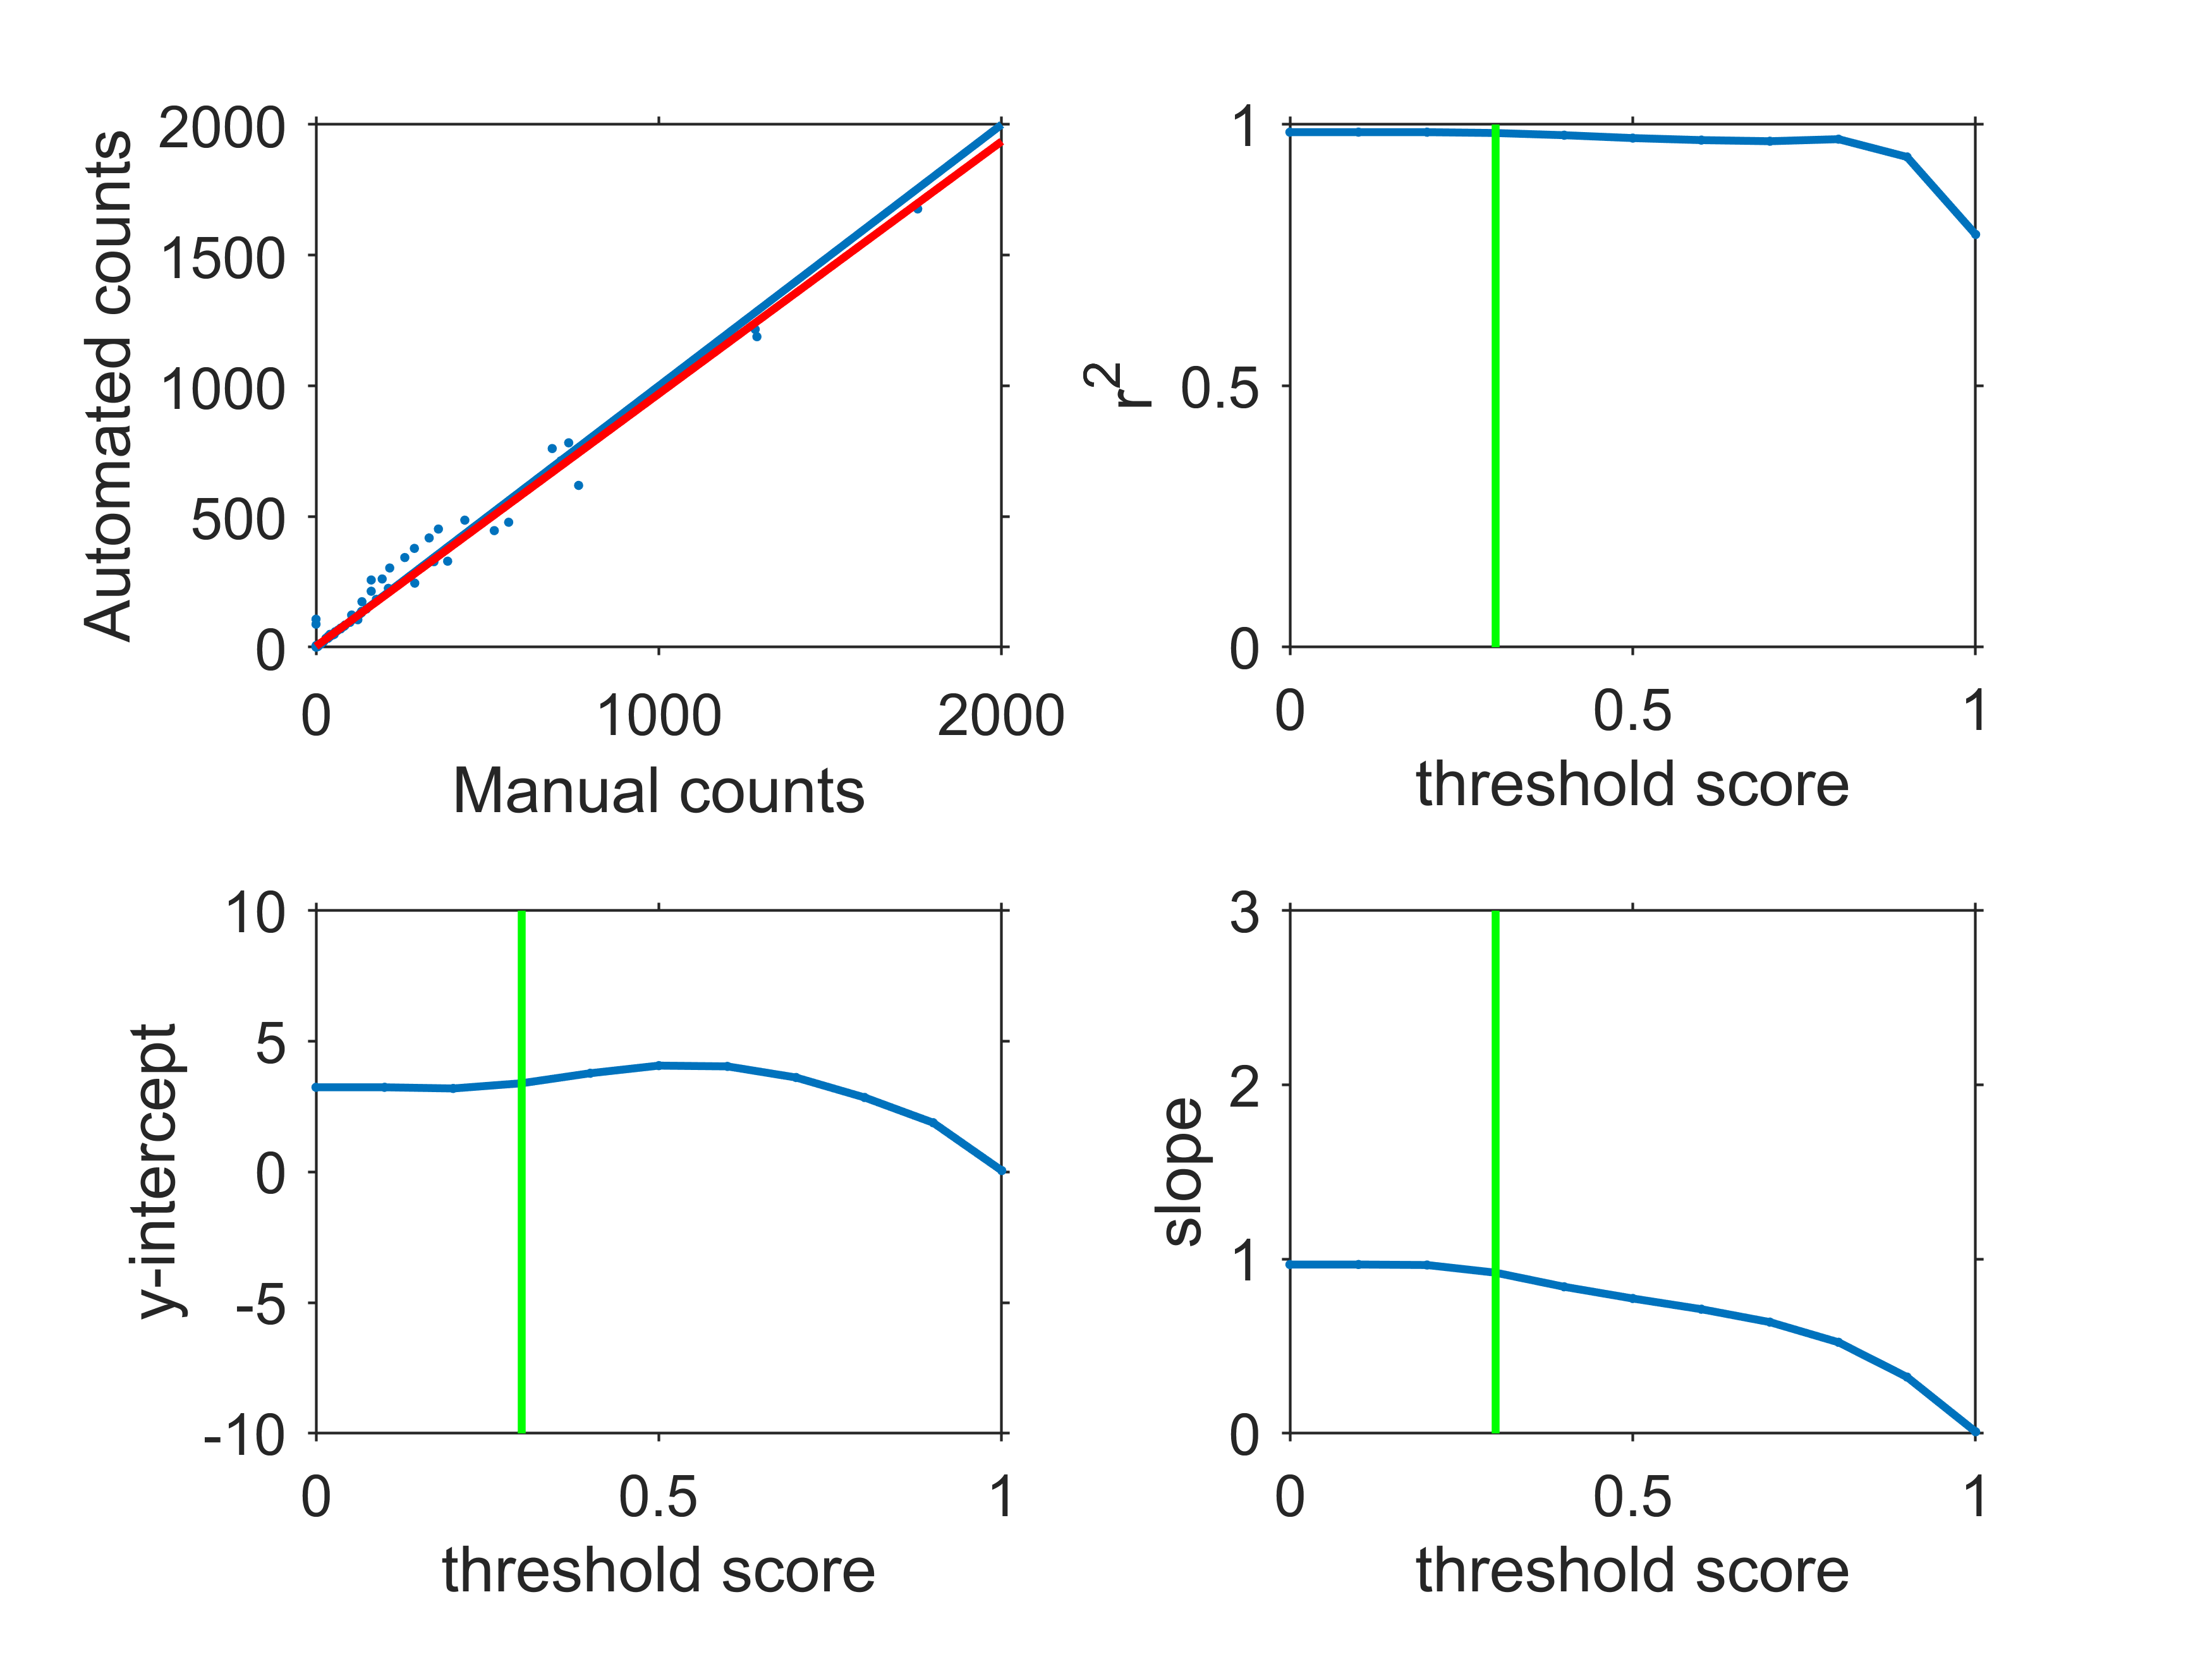 2000
1500
1000
500
0
Automated counts
0 1000 2000
Manual counts
1
0.5
0
r²
0 0.5 1
threshold score
10
5
0
-5
-10
y-intercept
0 0.5 1
threshold score
3
2
1
0
slope
0 0.5 1
threshold score